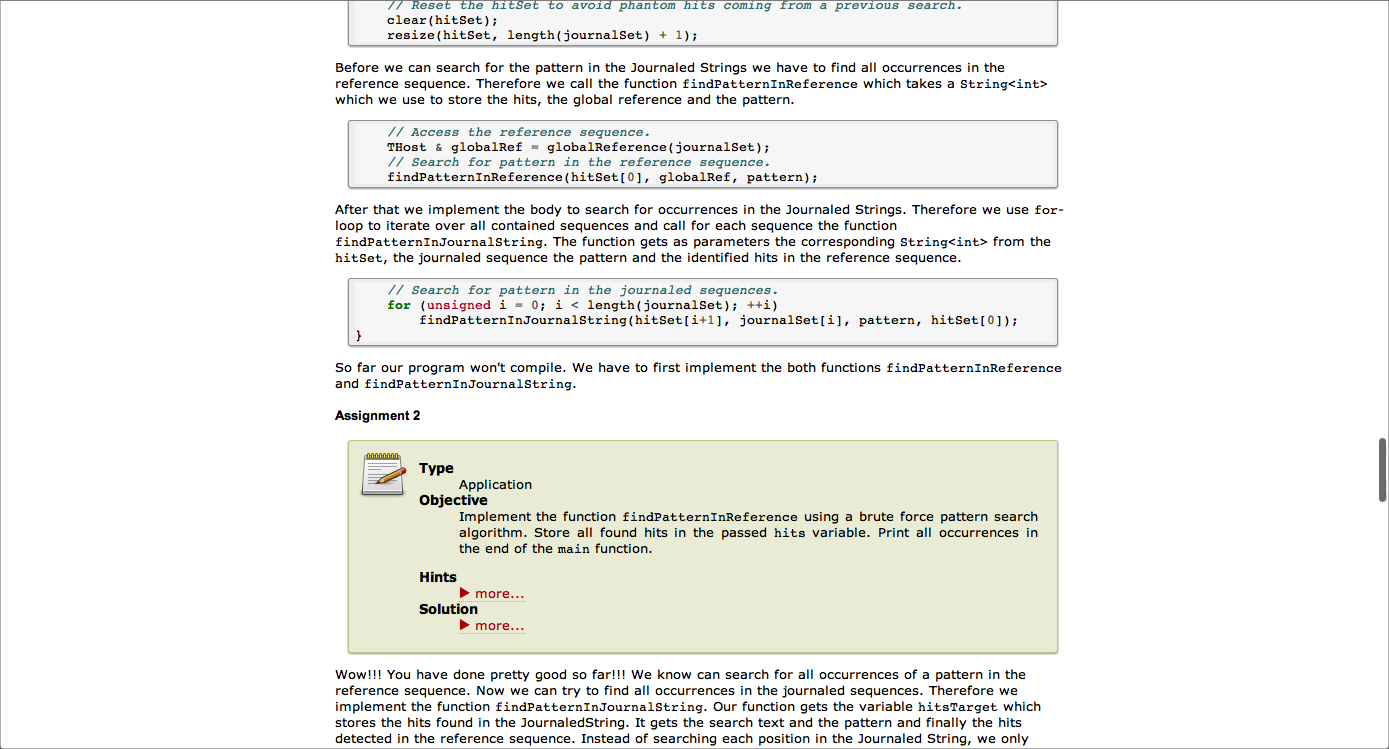 // Reset the hitSet to avoid phantom hits coming from a previous search.
clear(hitSet);
resize(hitSet, length(journalSet) + 1);
Before we can search for the pattern in the Journaled Strings we have to find all occurrences in the
reference sequence. Therefore we call the function findPatternInReference which takes a String<int>
which we use to store the hits, the global reference and the pattern.
// Access the reference sequence.
THost & globalRef = globalReference(journalSet);
// Search for pattern in the reference sequence.
findPatternInReference(hitSet[0], globalRef, pattern);
After that we implement the body to search for occurrences in the Journaled Strings. Therefore we use for-
loop to iterate over all contained sequences and call for each sequence the function
findPatternInJournalString. The function gets as parameters the corresponding String<int> from the
hitSet, the journaled sequence the pattern and the identified hits in the reference sequence.
// Search for pattern in the journaled sequences.
for (unsigned i = 0; i < length(journalSet); ++i)
findPatternInJournalString(hitSet[i+1], journalSet[i], pattern, hitSet[0]);
}
So far our program won't compile. We have to first implement the both functions findPatternInReference
and findPatternInJournalString.
Assignment 2
Type
Application
Objective
Implement the function findPatternInReference using a brute force pattern search
algorithm. Store all found hits in the passed hits variable. Print all occurrences in
the end of the main function.
Hints
more...
Solution
more...
Wow!!! You have done pretty good so far!!! We know can search for all occurrences of a pattern in the
reference sequence. Now we can try to find all occurrences in the journaled sequences. Therefore we
implement the function findPatternInJournalString. Our function gets the variable hitsTarget which
stores the hits found in the JournaledString. It gets the search text and the pattern and finally the hits
detected in the reference sequence. Instead of searching each position in the Journaled String, we only